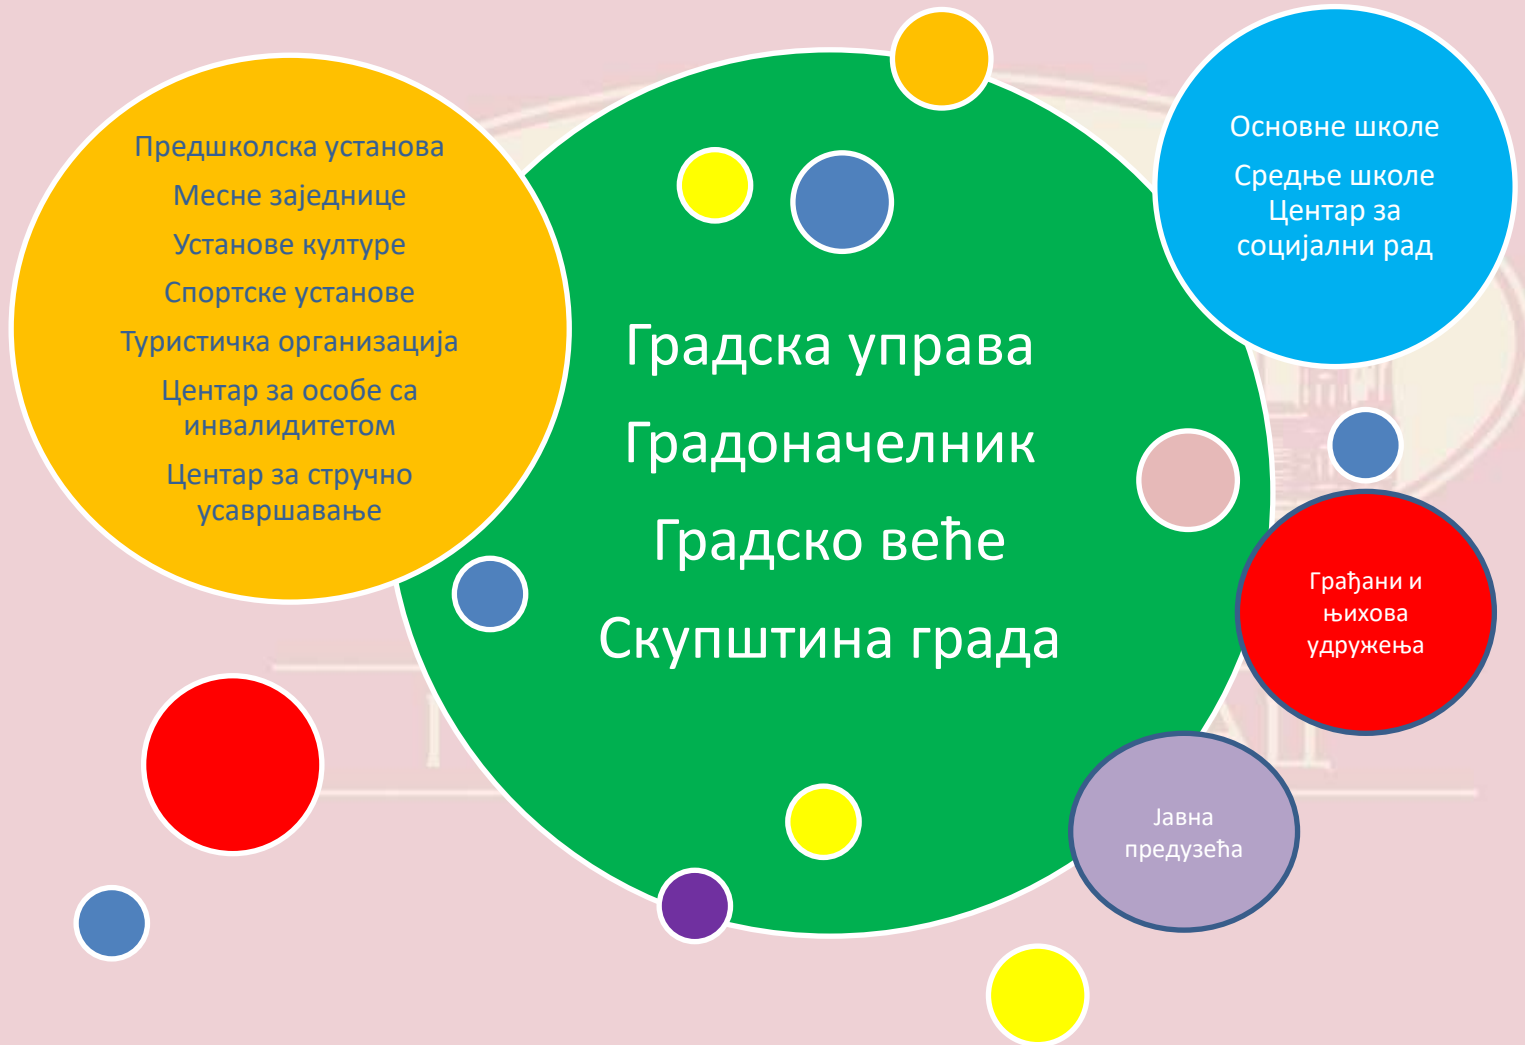 Предшколска установа
Месне заједнице
Установе културе
Спортске установе
Туристичка организација
Центар за особе са
инвалидитетом
Центар за стручно
усавршавање
Градска управа
Градоначелник
Градско веће
Скупштина града
Основне школе
Средње школе
Центар за
социјални рад
Грађани и
њихова
удружења
Јавна
предузећа